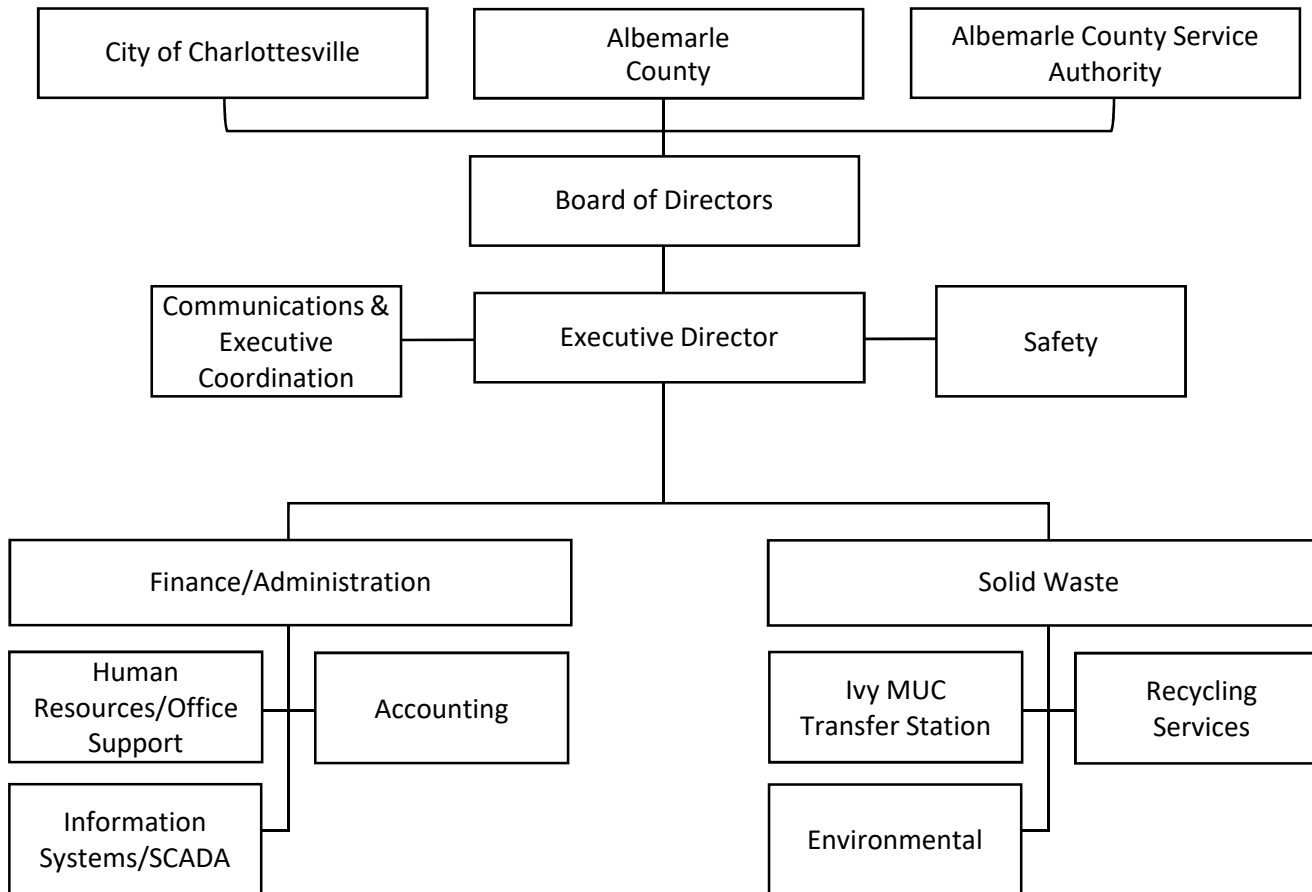 City of Charlottesville
Albemarle
County
Albemarle County Service
Authority
Board of Directors
Communications &
Executive
Coordination
Executive Director
Safety
Finance/Administration
Solid Waste
Human
Resources/Office
Support
Accounting
Ivy MUC
Transfer Station
Recycling
Services
Information
Systems/SCADA
Environmental